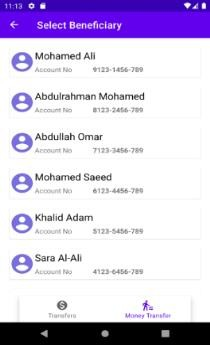 11:13
Select Beneficiary
Mohamed Ali
Account No 9123-1456-789
Abdulrahman Mohamed
Account No 8123-2456-789
Abdullah Omar
Account No 7123-3456-789
Mohamed Saeed
Account No 6123-4456-789
Khalid Adam
Account No 5123-5456-789
Sara Al-Ali
Account No 4123-6456-789
Transfers Money Transfer